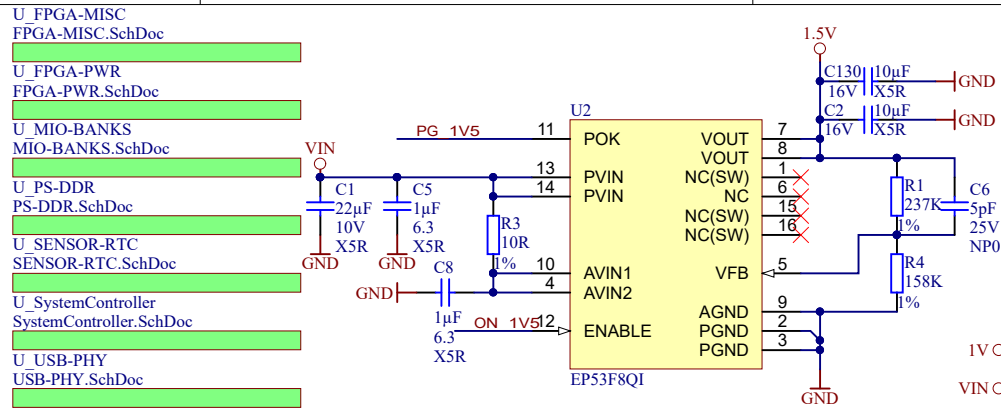 U_FPGA-MISC
FPGA-MISC.SchDoc
U_FPGA-PWR
FPGA-PWR.SchDoc
U_MIO-BANKS
MIO-BANKS.SchDoc
U_PS-DDR
PS-DDR.SchDoc
U_SENSOR-RTC
SENSOR-RTC.SchDoc
U_SystemController
SystemController.SchDoc
U_USB-PHY
USB-PHY.SchDoc
VIN
C1
22µF
10V
X5R
GND
C5
1µF
6.3
X5R
GND
R3
10R
1%
GND
C8
1µF
6.3
X5R
PG_1V5
ON_1V5
U2
11 POK
13 PVIN
14 PVIN
10 AVIN1
4 AVIN2
12 ENABLE
VOUT 7
VOUT 8
NC(SW) 1
NC 6
NC(SW) 15
NC(SW) 16
VFB 5
AGND 9
PGND 2
PGND 3
EP53F8QI
1.5V
C130 10µF
16V X5R
GND
C2 10µF
16V X5R
GND
R1
237K
1%
C6
5pF
25V
NP0
R4
158K
1%
GND
1V
VIN